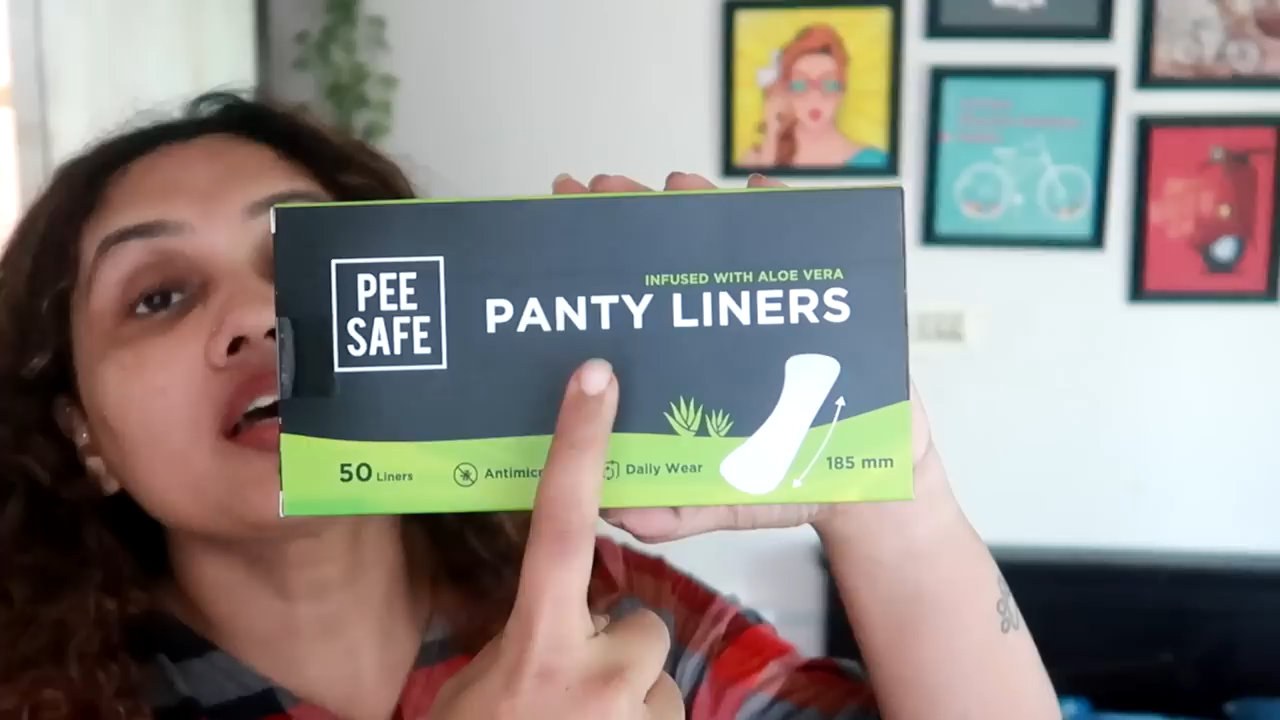 PEE
SAFE
INFUSED WITH ALOE VERA
PANTY LINERS
50 Liners
Daily Wear
185 mm